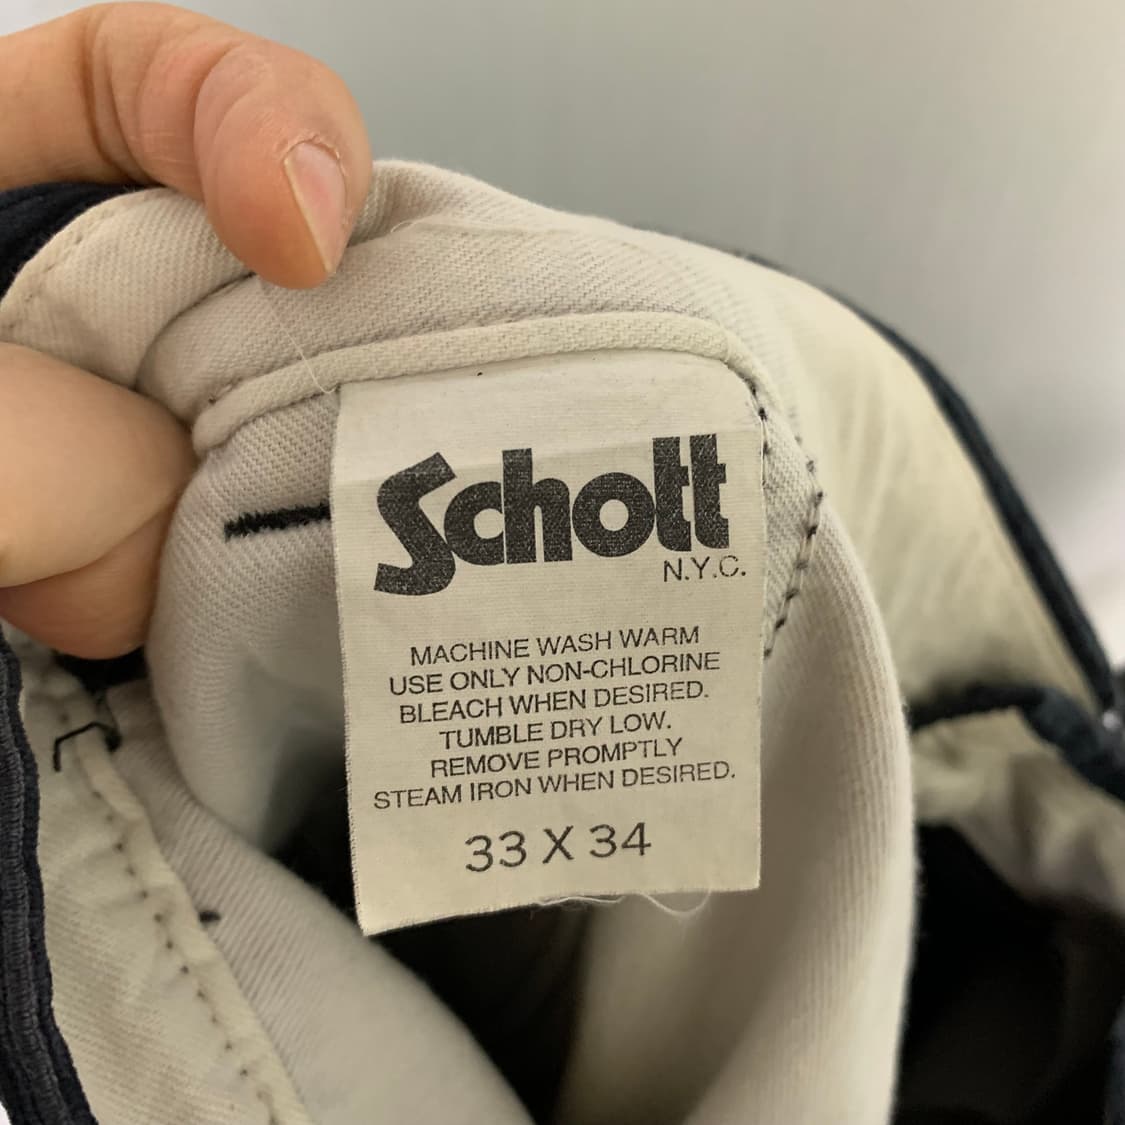 Schott
N.Y.C.
MACHINE WASH WARM
USE ONLY NON-CHLORINE
BLEACH WHEN DESIRED.
TUMBLE DRY LOW.
REMOVE PROMPTLY
STEAM IRON WHEN DESIRED.
33 X 34